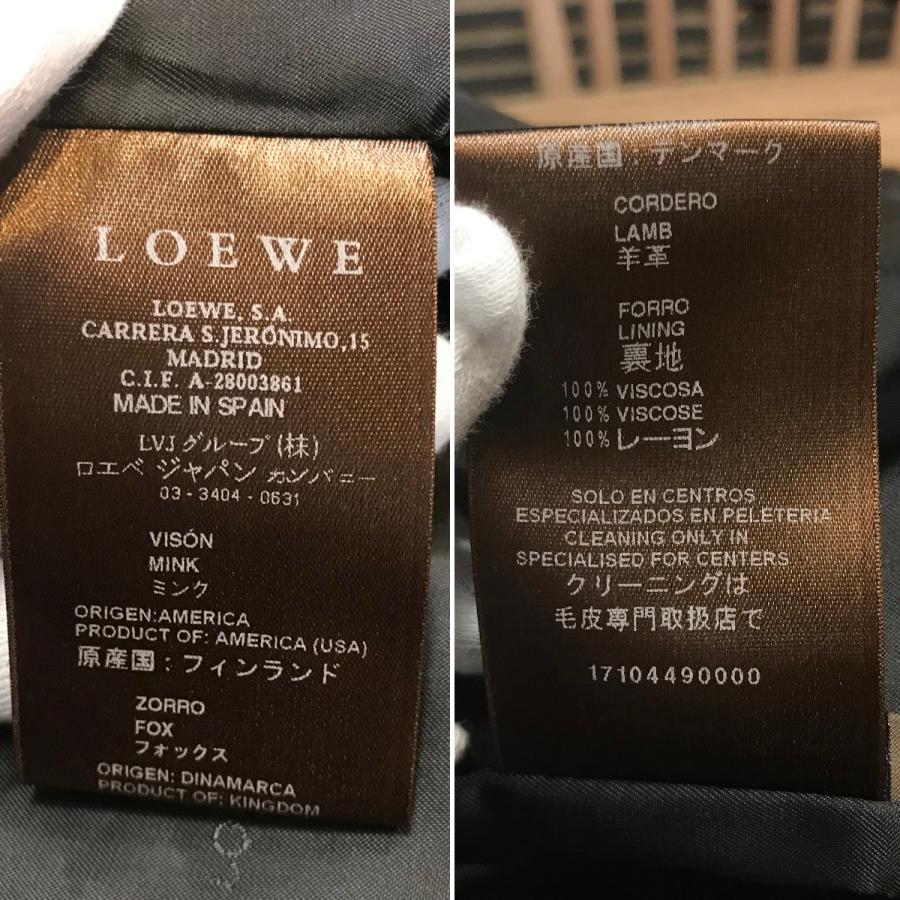 LOEWE
LOEWE, S.A
CARRERA S.JERÓNIMO,15
MADRID
C.I.F. A-28003861
MADE IN SPAIN
LVJ グループ (株)
ロエベ ジャパン カンパニー
03-3404-0631
VISÓN
MINK
ミンク
ORIGEN:AMERICA
PRODUCT OF: AMERICA (USA)
原産国：フィンランド
ZORRO
FOX
フォックス
ORIGEN: DINAMARCA
PRODUCT OF: KINGDOM
原産国：デンマーク
CORDERO
LAMB
羊革
FORRO
LINING
裏地
100% VISCOSA
100% VISCOSE
100% レーヨン
SOLO EN CENTROS
ESPECIALIZADOS EN PELETERIA
CLEANING ONLY IN
SPECIALISED FOR CENTERS
クリーニングは
毛皮専門取扱店で
17104490000